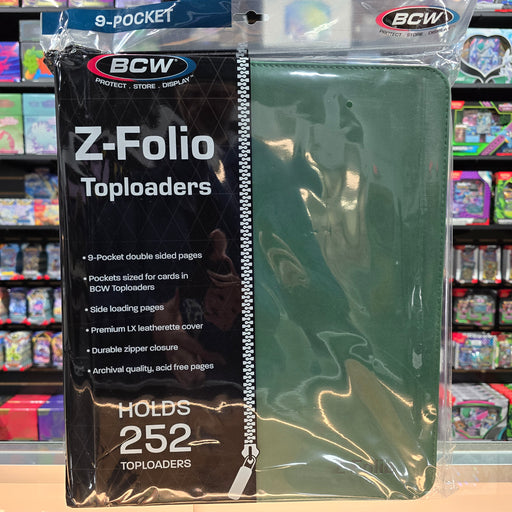 9-POCKET
BCW
PROTECT . STORE . DISPLAY™
BCW
PROTECT . STORE . DISPLAY™
Z-Folio
Toploaders
• 9-Pocket double sided pages
• Pockets sized for cards in
BCW Toploaders
• Side loading pages
• Premium LX leatherette cover
• Durable zipper closure
• Archival quality, acid free pages
HOLDS
252
TOPLOADERS